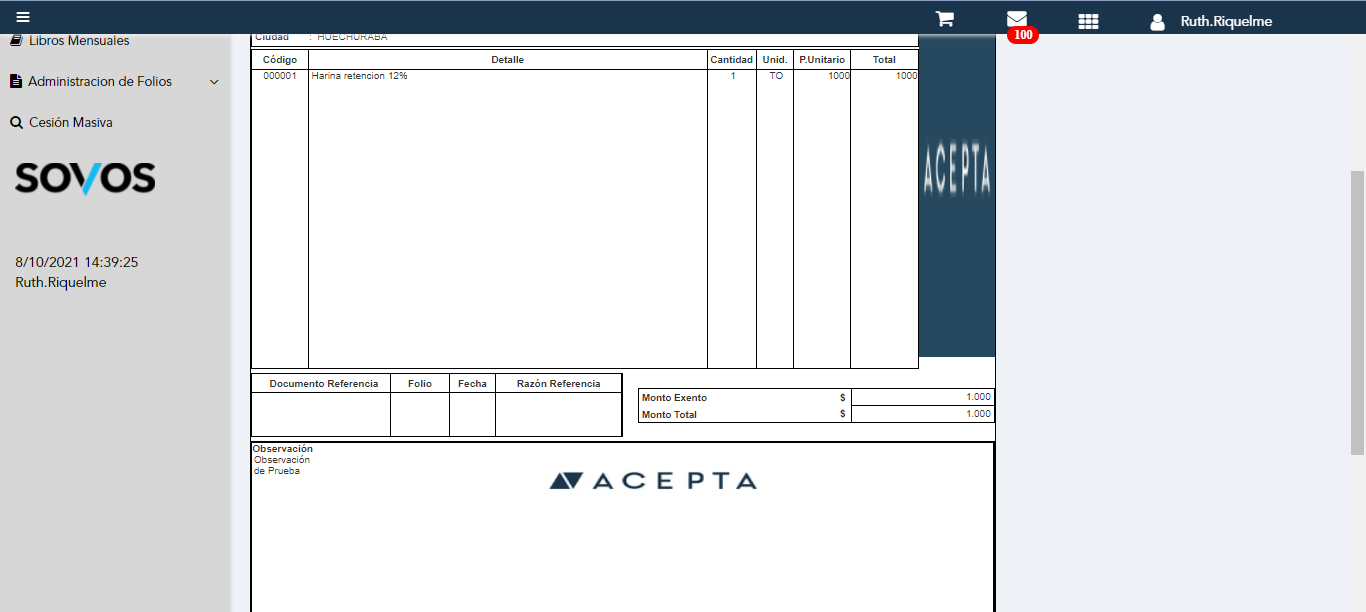 Ruth.Riquelme
100
Libros Mensuales
Administracion de Folios
Cesión Masiva
SOVOS
8/10/2021 14:39:25
Ruth.Riquelme
Ciudad : HUECHURABA
Código Detalle Cantidad Unid. P.Unitario Total
000001 Harina retencion 12% 1 TO 1000 1000
ACEPTA
Documento Referencia Folio Fecha Razón Referencia
Monto Exento $ 1.000
Monto Total $ 1.000
Observación
Observación
de Prueba
ACEPTA